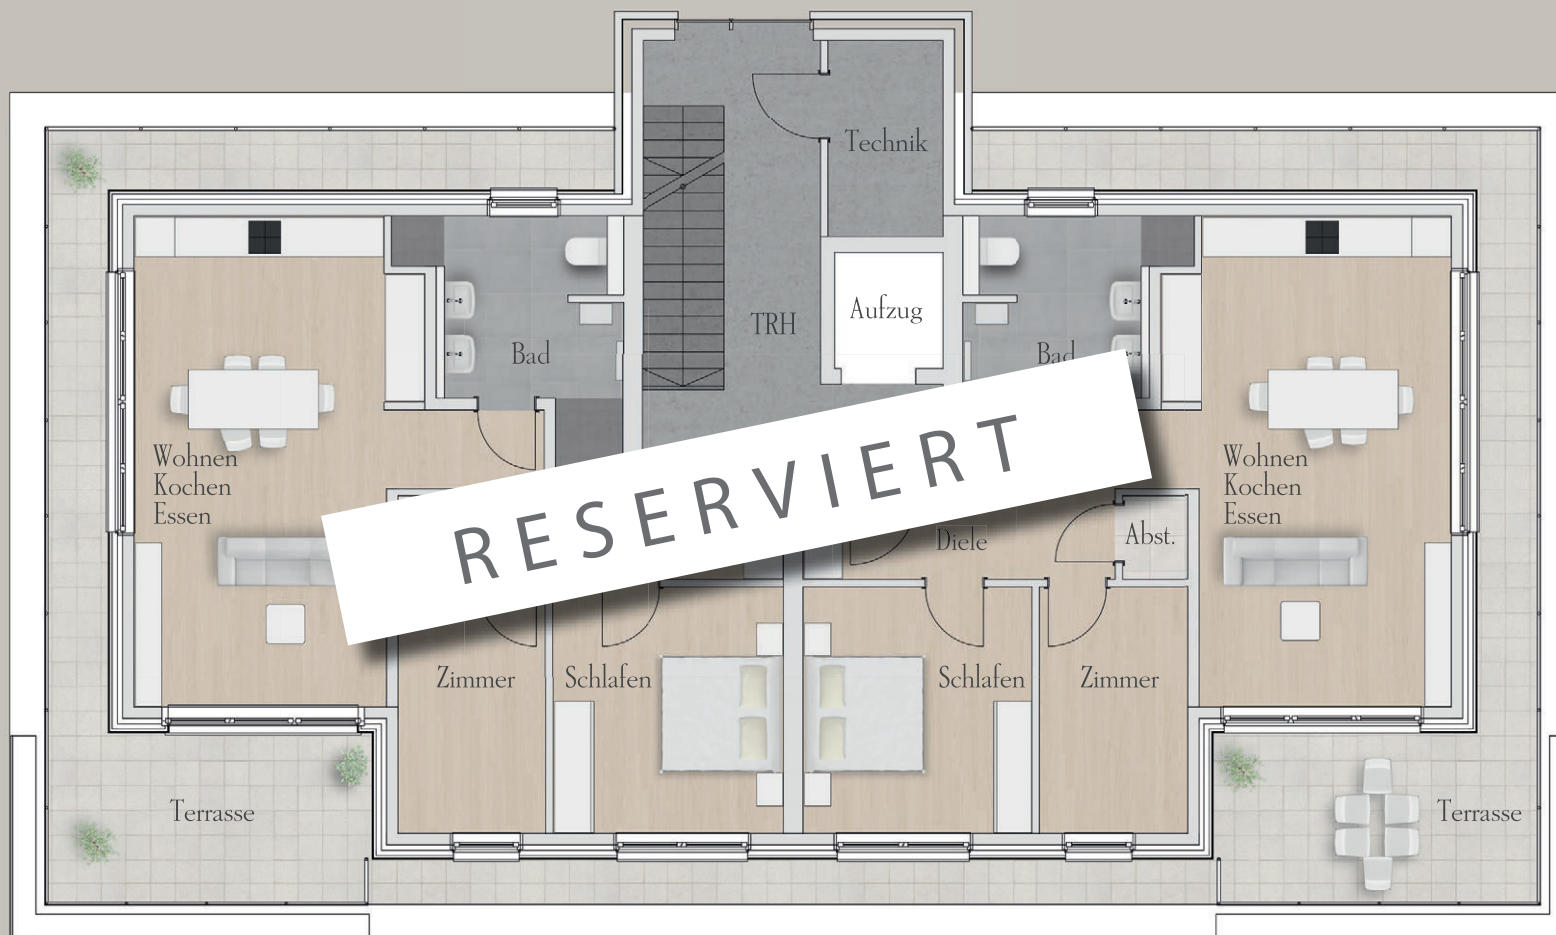 Technik
Aufzug
TRH
Bad
Bad
Wohnen
Kochen
Essen
Wohnen
Kochen
Essen
RESERVIERT
Diele
Abst.
Zimmer
Schlafen
Schlafen
Zimmer
Terrasse
Terrasse